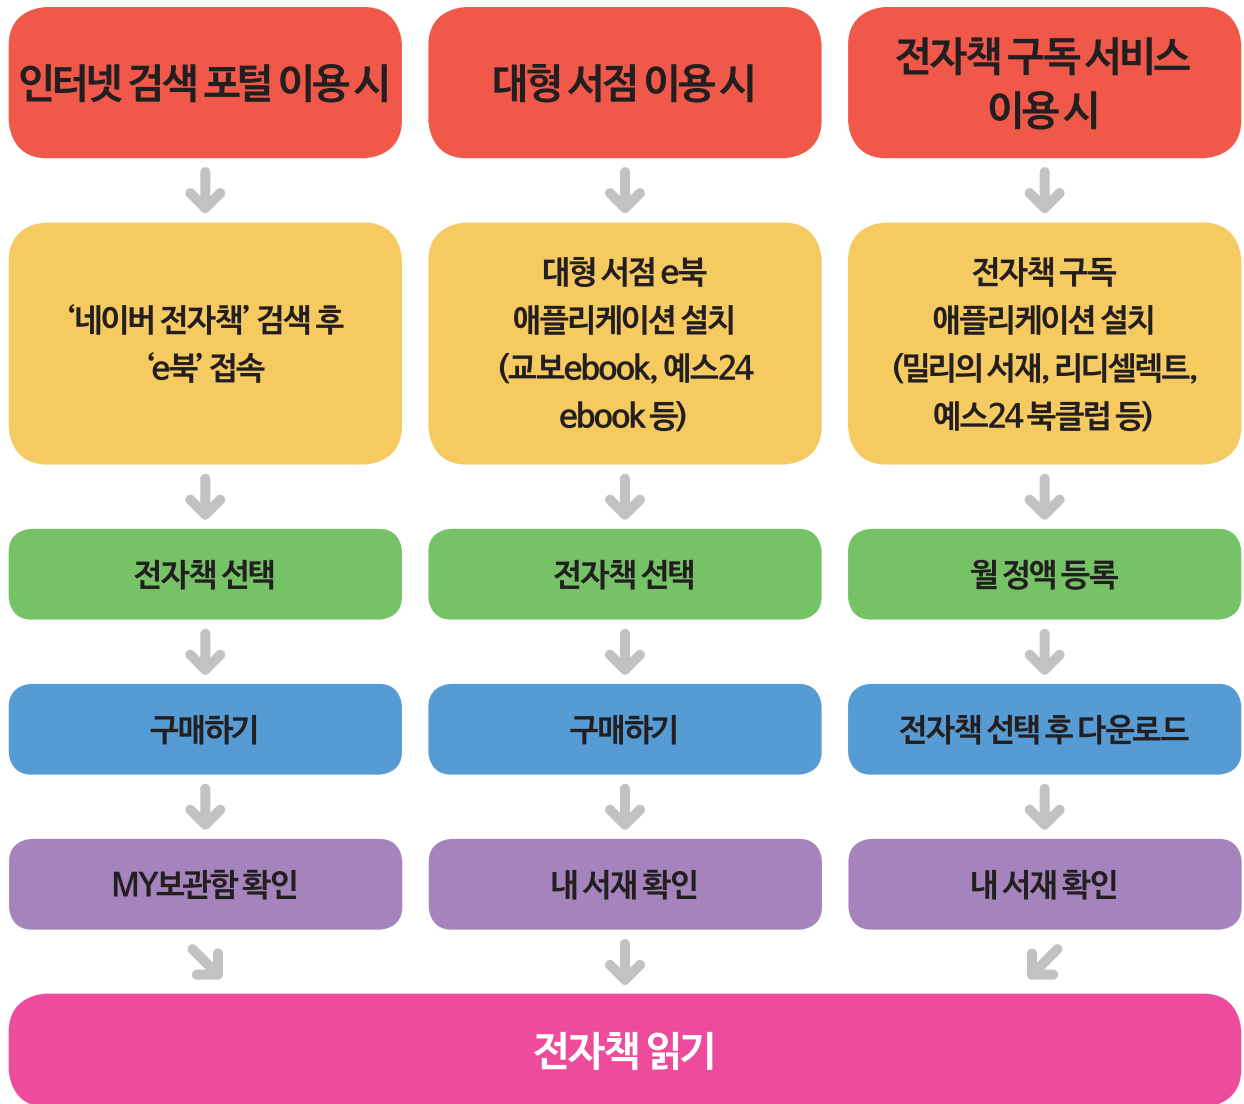 인터넷 검색 포털 이용 시
대형 서점 이용 시
전자책 구독 서비스
이용 시
‘네이버 전자책’ 검색 후
‘e북’ 접속
대형 서점 e북
애플리케이션 설치
(교보ebook, 예스24
ebook 등)
전자책 구독
애플리케이션 설치
(밀리의 서재, 리디셀렉트,
예스24 북클럽 등)
전자책 선택
전자책 선택
월 정액 등록
구매하기
구매하기
전자책 선택 후 다운로드
MY보관함 확인
내 서재 확인
내 서재 확인
전자책 읽기